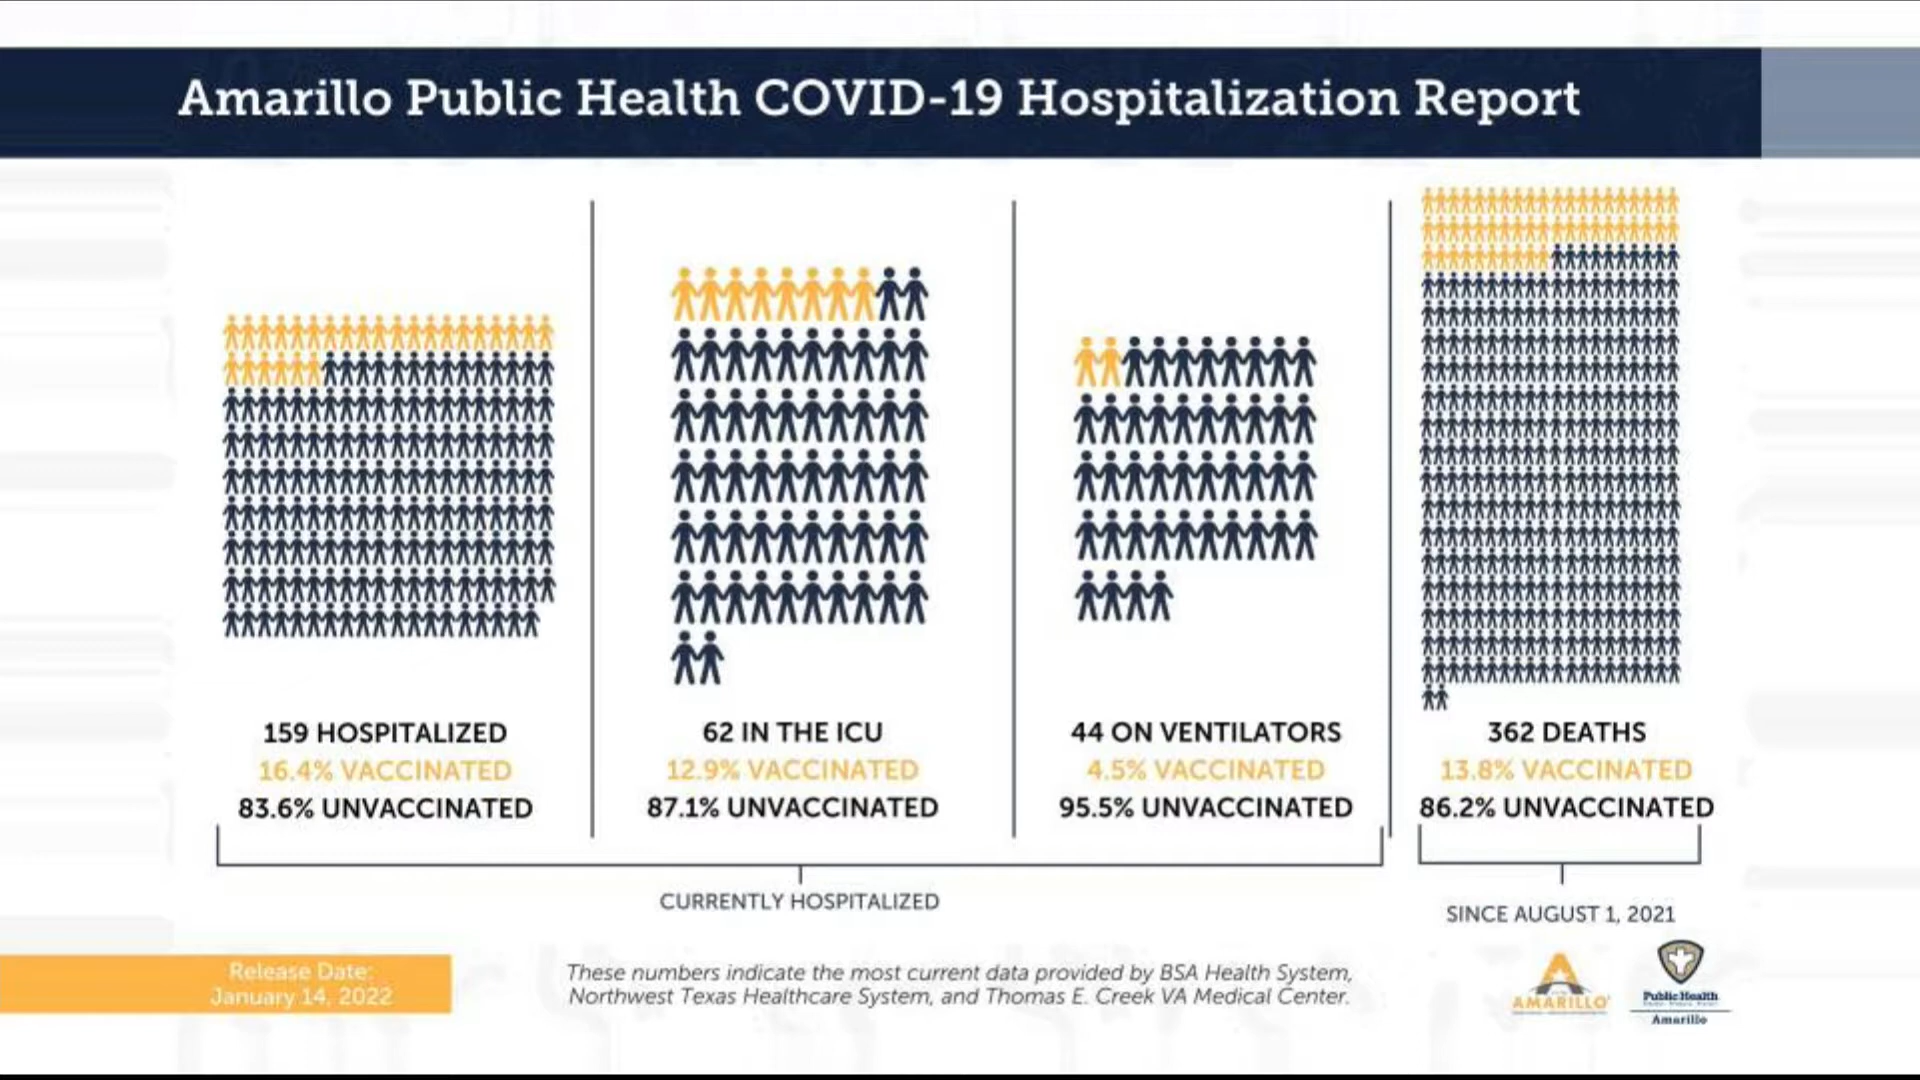 Amarillo Public Health COVID-19 Hospitalization Report
159 HOSPITALIZED
16.4% VACCINATED
83.6% UNVACCINATED
62 IN THE ICU
12.9% VACCINATED
87.1% UNVACCINATED
44 ON VENTILATORS
4.5% VACCINATED
95.5% UNVACCINATED
362 DEATHS
13.8% VACCINATED
86.2% UNVACCINATED
CURRENTLY HOSPITALIZED
SINCE AUGUST 1, 2021
Release Date:
January 14, 2022
These numbers indicate the most current data provided by BSA Health System,
Northwest Texas Healthcare System, and Thomas E. Creek VA Medical Center.
AMARILLO
Public Health
Amarillo